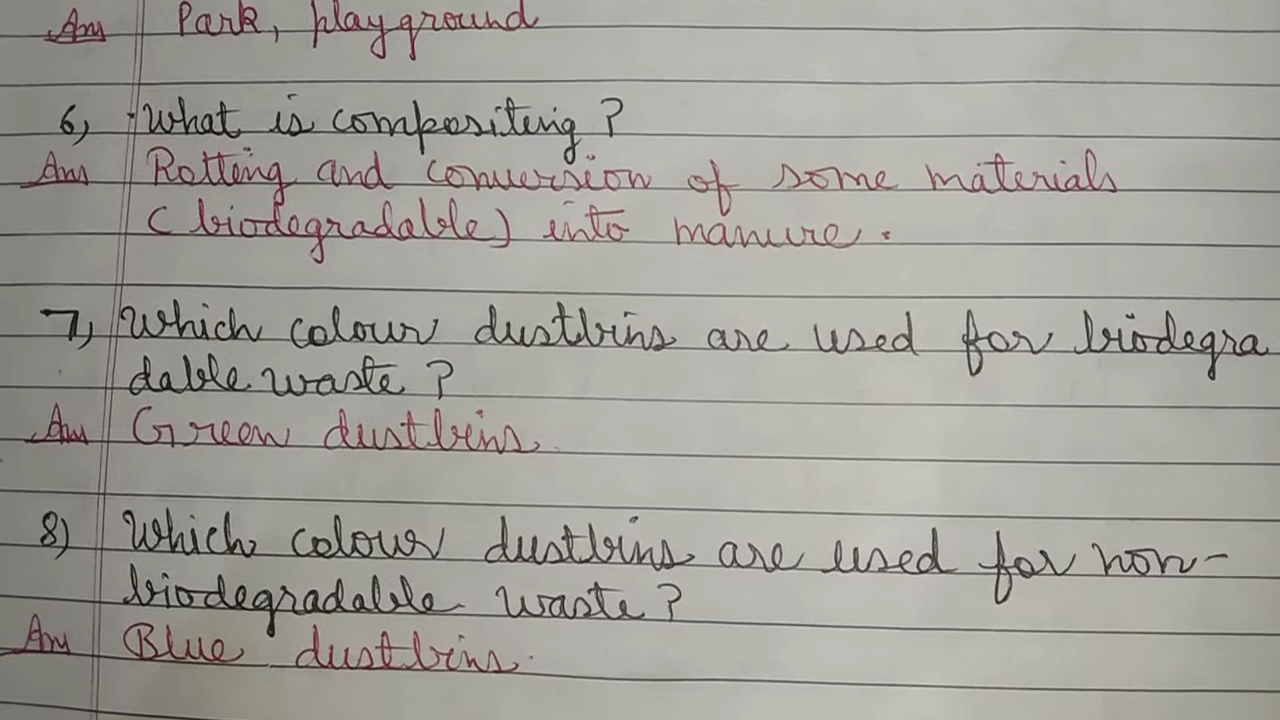 Ans Park, playground
6, What is compositeing ?
Ans Rotting and conversion of some materials
(biodegradable) into manure.
7, Which colour dustbins are used for biodegra
dable waste ?
Ans Green dustbins.
8) Which colour dustbins are used for non-
biodegradable waste ?
Ans Blue dustbins.